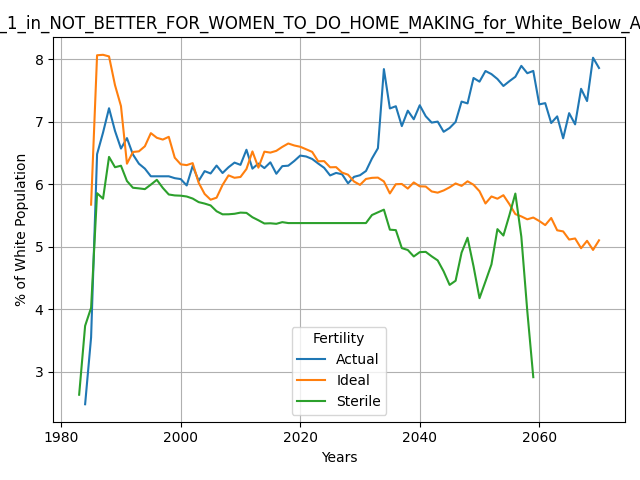 _1_in_NOT_BETTER_FOR_WOMEN_TO_DO_HOME_MAKING_for_White_Below_A
8
7
6
5
4
3
% of White Population
Fertility
Actual
Ideal
Sterile
1980 2000 2020 2040 2060
Years